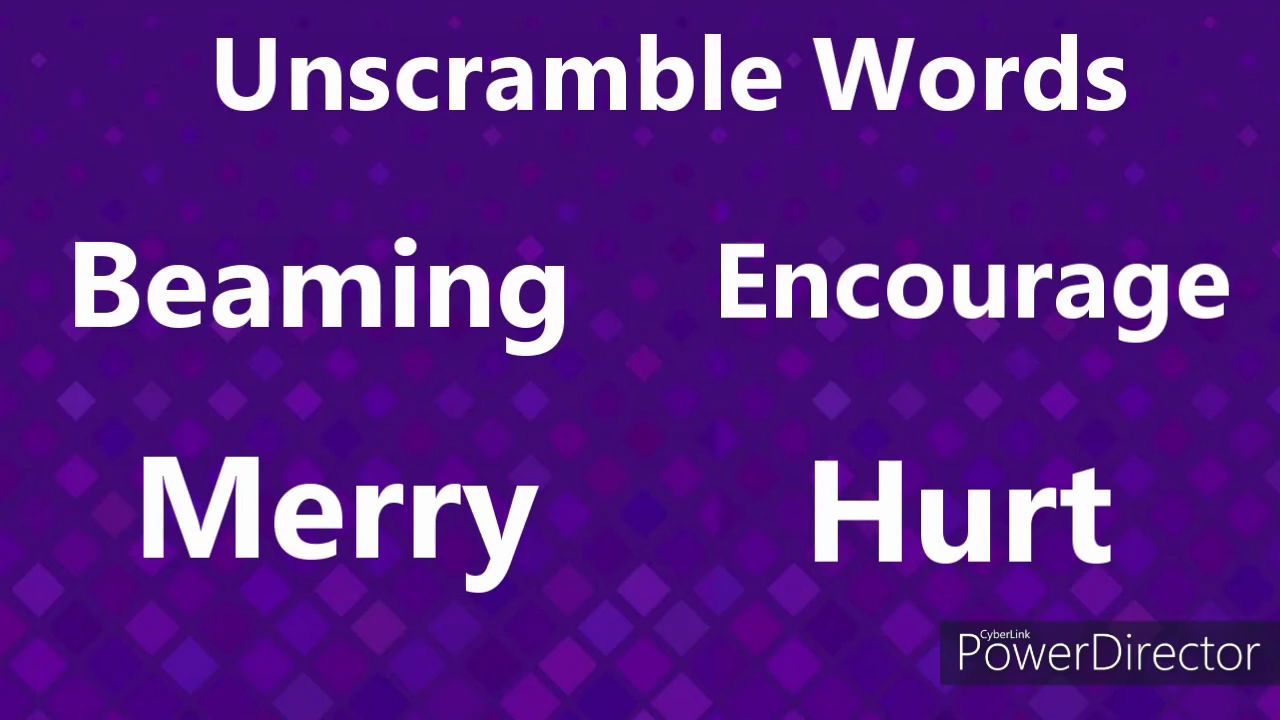 Unscramble Words
Beaming Encourage
Merry Hurt
CyberLink
PowerDirector